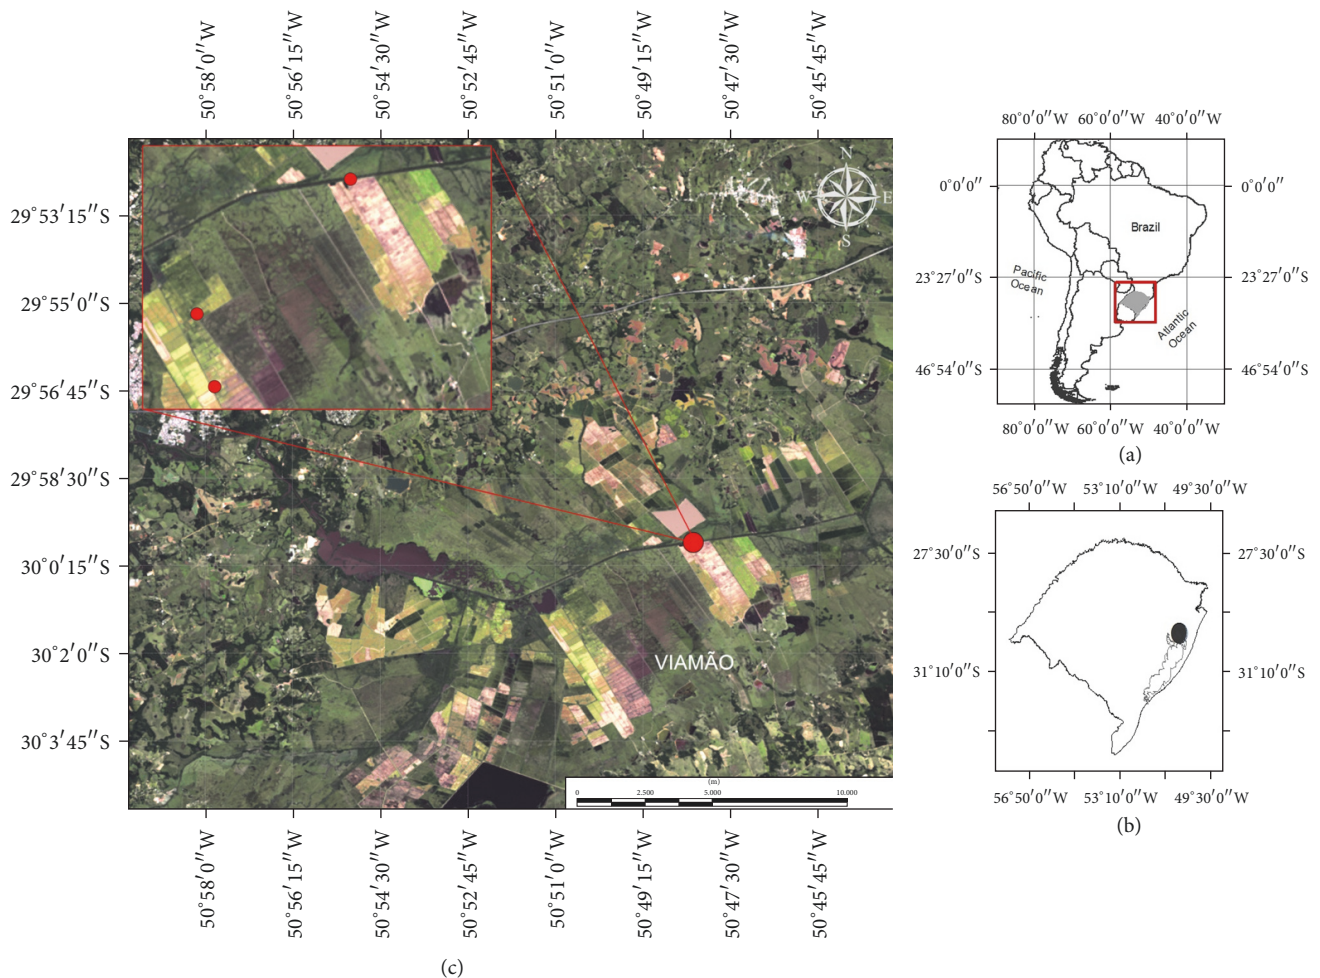 50°58′0″W
50°56′15″W
50°54′30″W
50°52′45″W
50°51′0″W
50°49′15″W
50°47′30″W
50°45′45″W
29°53′15″S
29°55′0″S
29°56′45″S
29°58′30″S
30°0′15″S
30°2′0″S
30°3′45″S
N
W
E
S
VIAMÃO
(m)
0 2.500 5.000 10.000
50°58′0″W
50°56′15″W
50°54′30″W
50°52′45″W
50°51′0″W
50°49′15″W
50°47′30″W
50°45′45″W
(c)
80°0′0″W 60°0′0″W 40°0′0″W
0°0′0″ 0°0′0″
Brazil
23°27′0″S 23°27′0″S
Pacific
Ocean
Atlantic
Ocean
46°54′0″S 46°54′0″S
80°0′0″W 60°0′0″W 40°0′0″W
(a)
56°50′0″W 53°10′0″W 49°30′0″W
27°30′0″S 27°30′0″S
31°10′0″S 31°10′0″S
56°50′0″W 53°10′0″W 49°30′0″W
(b)